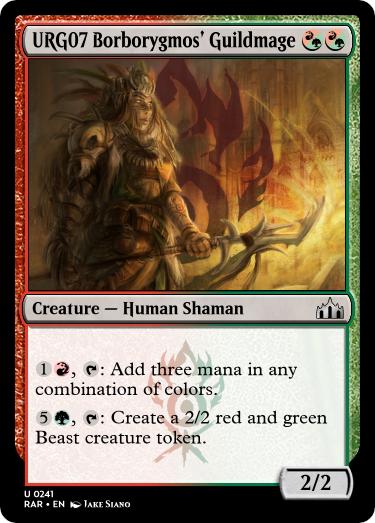 URG07 Borborygmos' Guildmage
Creature — Human Shaman
1, : Add three mana in any
combination of colors.
5, : Create a 2/2 red and green
Beast creature token.
2/2
U 0241
RAR • EN Jake Siano